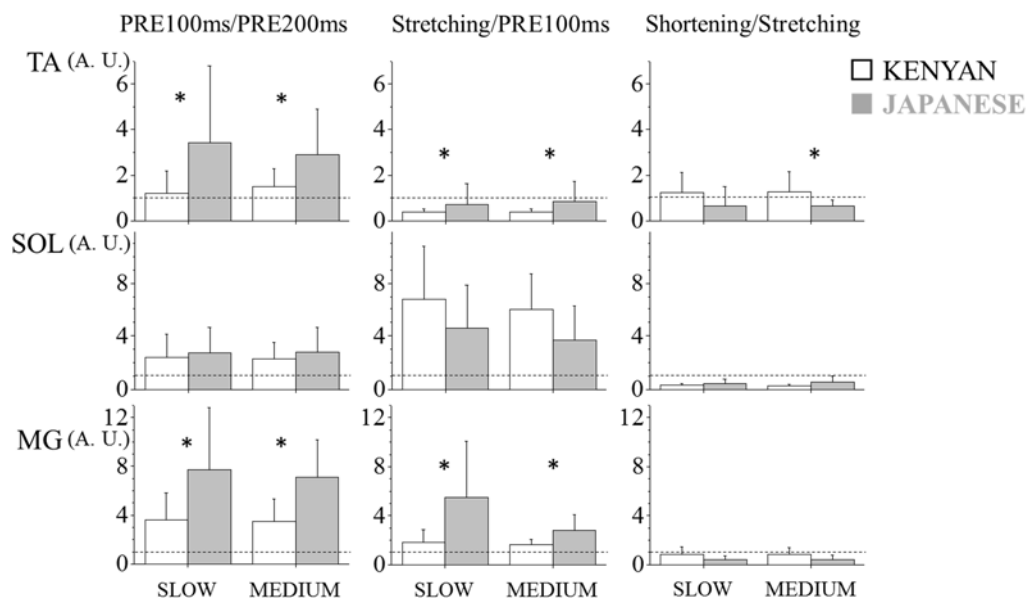 PRE100ms/PRE200ms Stretching/PRE100ms Shortening/Stretching
TA (A. U.)
KENYAN
JAPANESE
6 6 6
* * * * *
4 4 4
2 2 2
0 0 0
SOL (A. U.)
8 8 8
4 4 4
0 0 0
MG (A. U.)
12 12 12
* * * *
8 8 8
4 4 4
0 0 0
SLOW MEDIUM SLOW MEDIUM SLOW MEDIUM